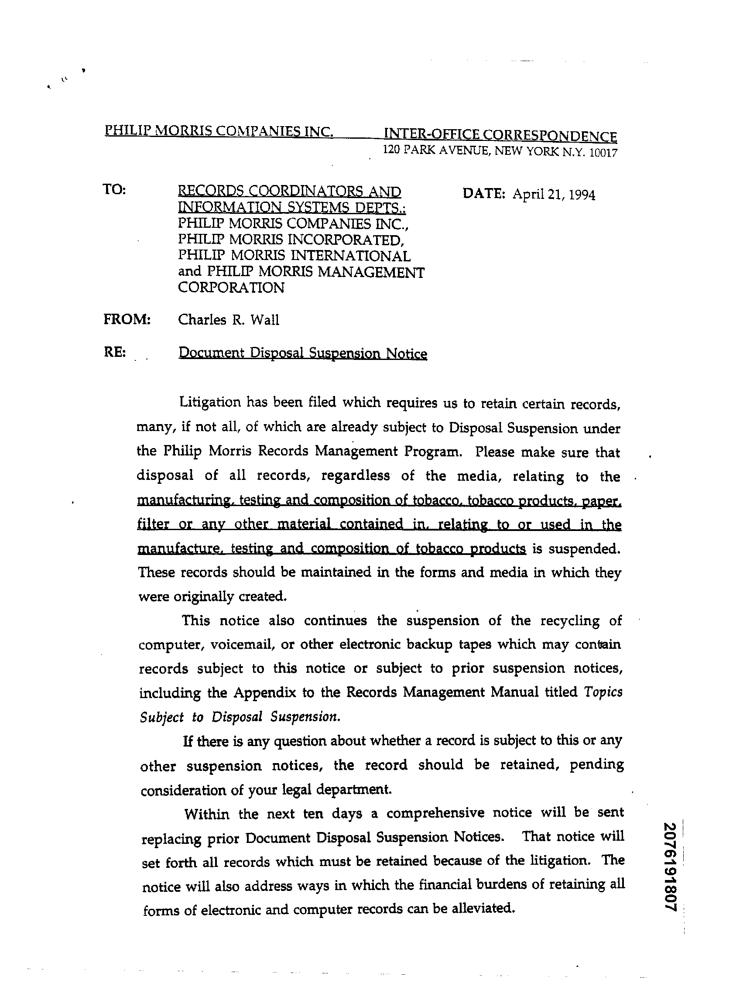 PHILIP MORRIS COMPANIES INC. INTER-OFFICE CORRESPONDENCE
120 PARK AVENUE, NEW YORK N.Y. 10017
TO: RECORDS COORDINATORS AND DATE: April 21, 1994
INFORMATION SYSTEMS DEPTS.:
PHILIP MORRIS COMPANIES INC.,
PHILIP MORRIS INCORPORATED,
PHILIP MORRIS INTERNATIONAL
and PHILIP MORRIS MANAGEMENT
CORPORATION
FROM: Charles R. Wall
RE: Document Disposal Suspension Notice
Litigation has been filed which requires us to retain certain records,
many, if not all, of which are already subject to Disposal Suspension under
the Philip Morris Records Management Program. Please make sure that
disposal of all records, regardless of the media, relating to the
manufacturing, testing and composition of tobacco, tobacco products, paper,
filter or any other material contained in, relating to or used in the
manufacture, testing and composition of tobacco products is suspended.
These records should be maintained in the forms and media in which they
were originally created.
This notice also continues the suspension of the recycling of
computer, voicemail, or other electronic backup tapes which may contain
records subject to this notice or subject to prior suspension notices,
including the Appendix to the Records Management Manual titled Topics
Subject to Disposal Suspension.
If there is any question about whether a record is subject to this or any
other suspension notices, the record should be retained, pending
consideration of your legal department.
Within the next ten days a comprehensive notice will be sent
replacing prior Document Disposal Suspension Notices. That notice will
set forth all records which must be retained because of the litigation. The
notice will also address ways in which the financial burdens of retaining all
forms of electronic and computer records can be alleviated.
2076191807